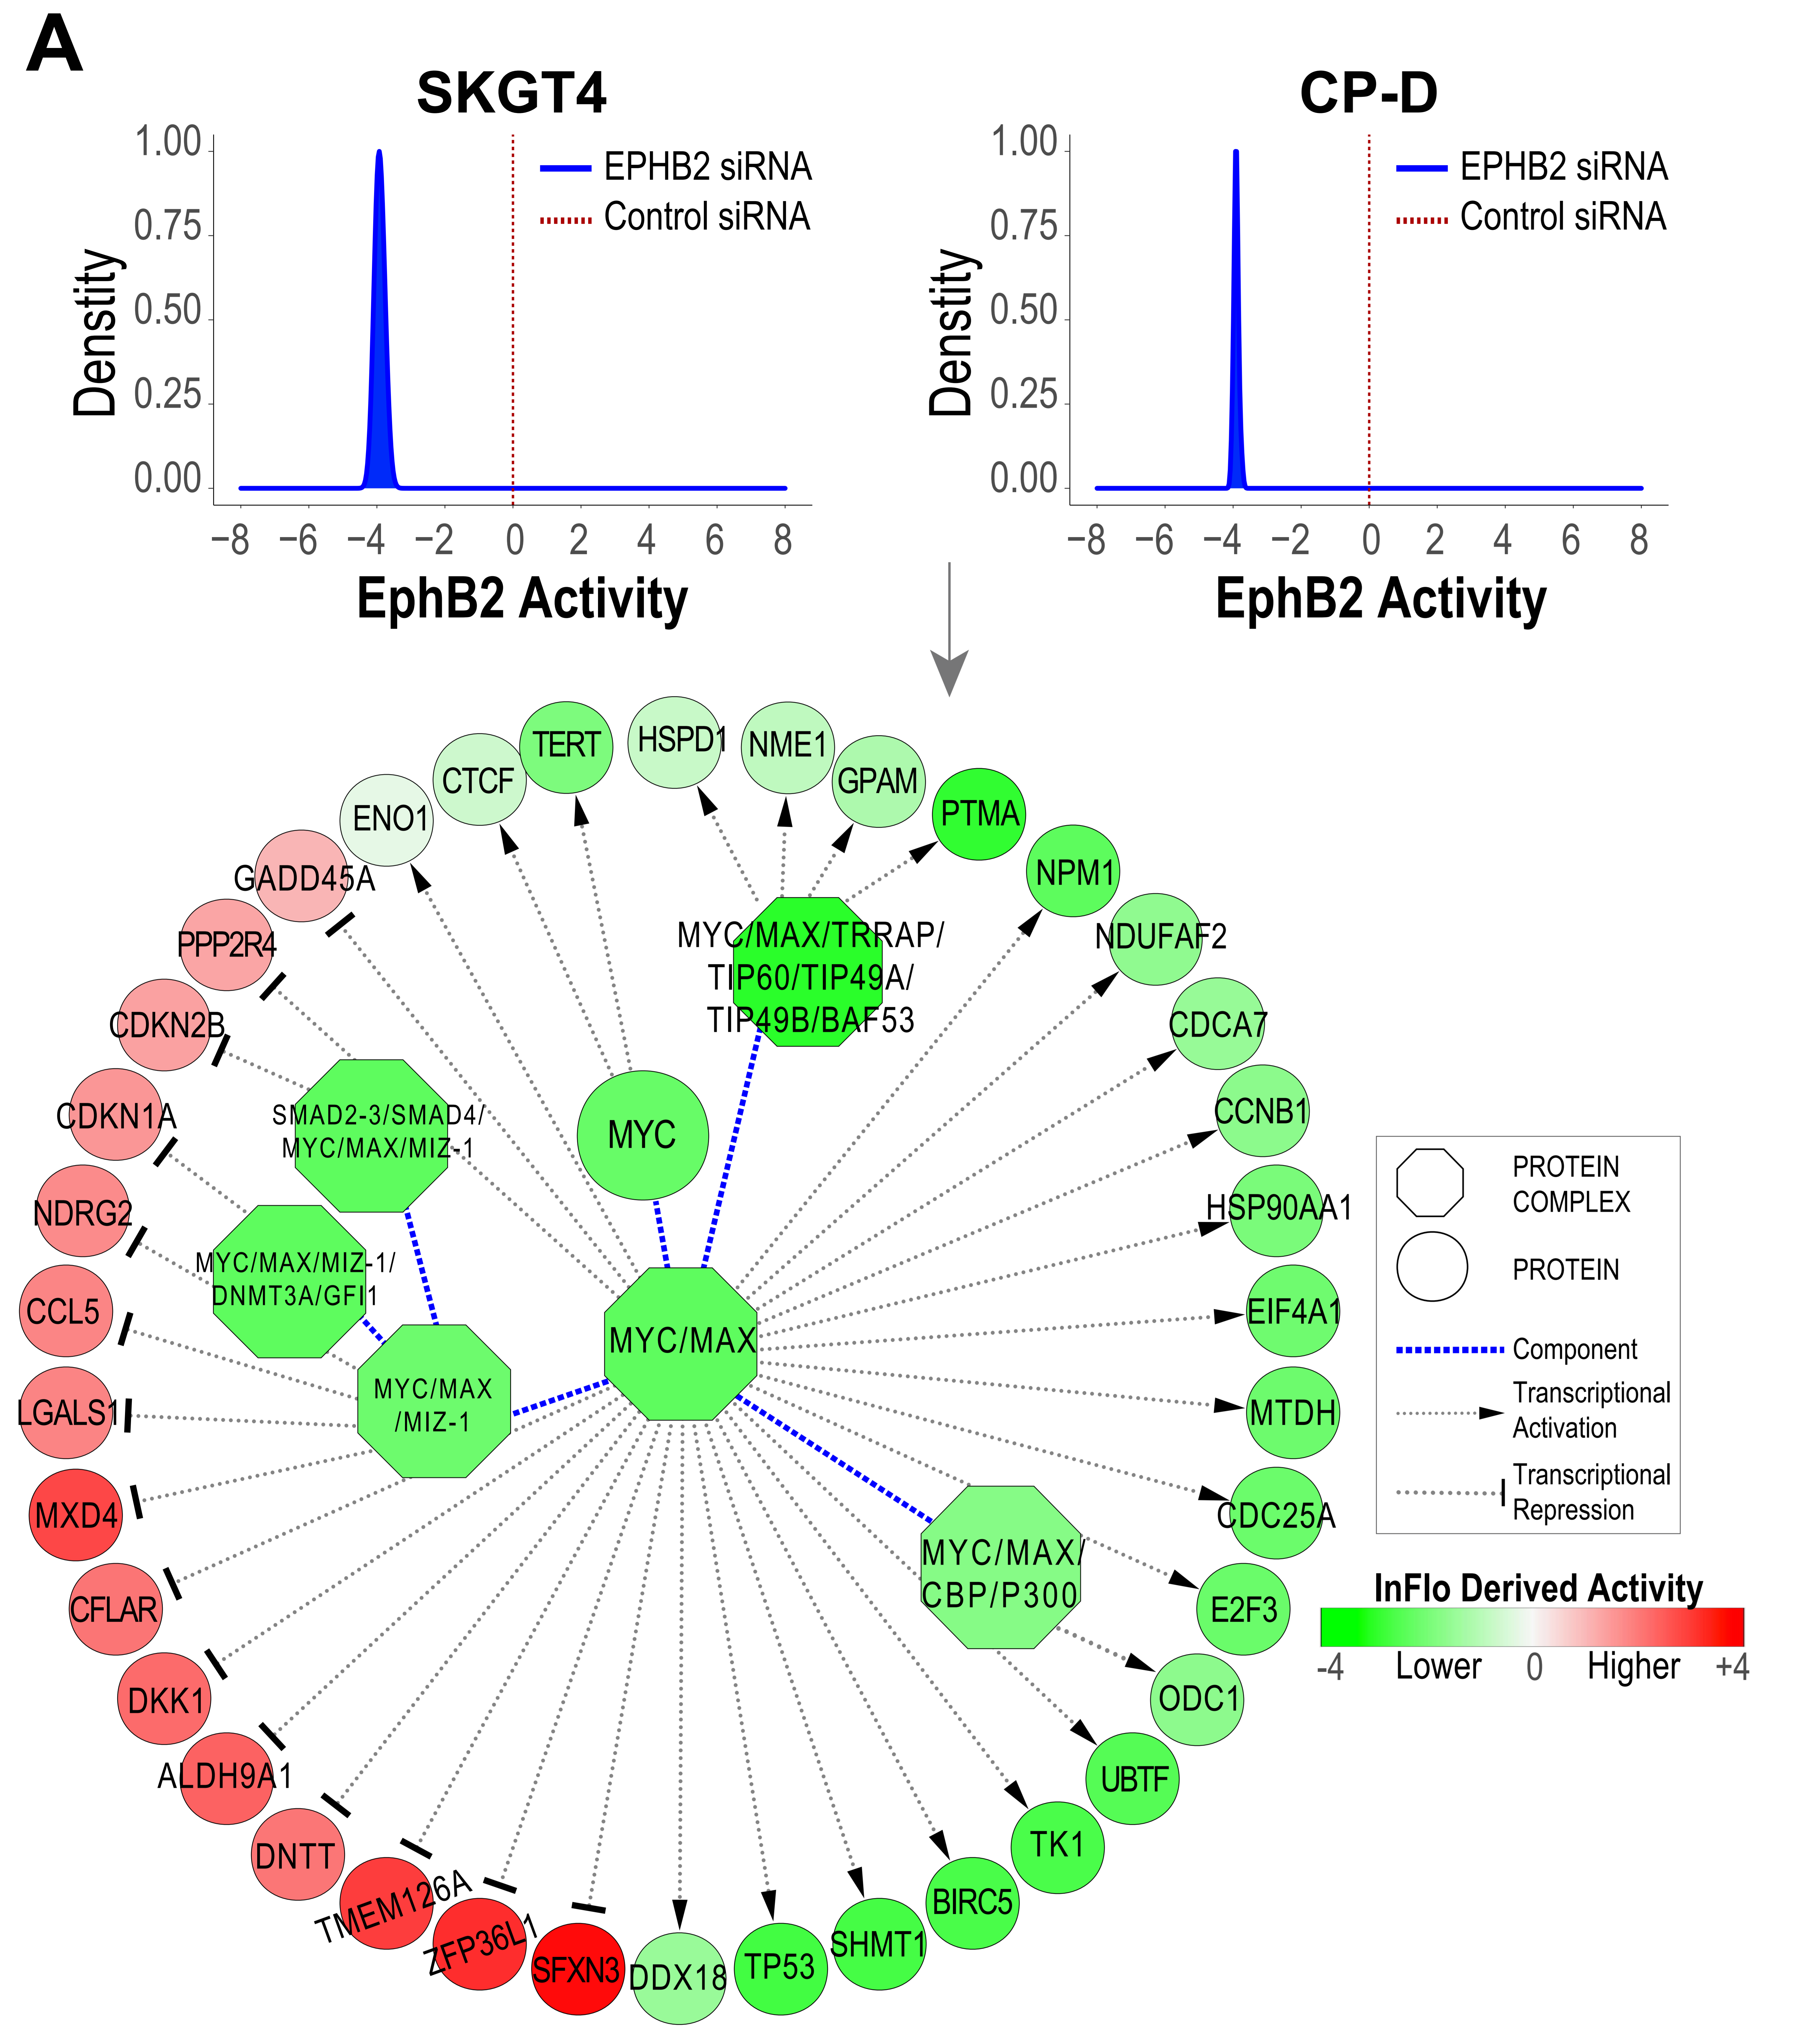 A
SKGT4
CP-D
1.00
0.75
0.50
0.25
0.00
Denstity
EPHB2 siRNA
Control siRNA
−8 −6 −4 −2 0 2 4 6 8
EphB2 Activity
1.00
0.75
0.50
0.25
0.00
Denstity
EPHB2 siRNA
Control siRNA
−8 −6 −4 −2 0 2 4 6 8
EphB2 Activity
TERT
HSPD1
NME1
GPAM
CTCF
ENO1
PTMA
GADD45A
NPM1
PPP2R4
NDUFAF2
MYC/MAX/TRRAP/
TIP60/TIP49A/
TIP49B/BAF53
CDKN2B
CDCA7
CDKN1A
SMAD2-3/SMAD4/
MYC/MAX/MIZ-1
MYC
CCNB1
NDRG2
HSP90AA1
MYC/MAX/MIZ-1/
DNMT3A/GFI1
CCL5
MYC/MAX
EIF4A1
LGALS1
MYC/MAX
/MIZ-1
MTDH
MXD4
CDC25A
MYC/MAX/
CBP/P300
CFLAR
E2F3
DKK1
ODC1
ALDH9A1
UBTF
DNTT
TK1
TMEM126A
BIRC5
ZFP36L1
SHMT1
SFXN3
DDX18
TP53
PROTEIN
COMPLEX
PROTEIN
Component
Transcriptional
Activation
Transcriptional
Repression
InFlo Derived Activity
-4 Lower 0 Higher +4